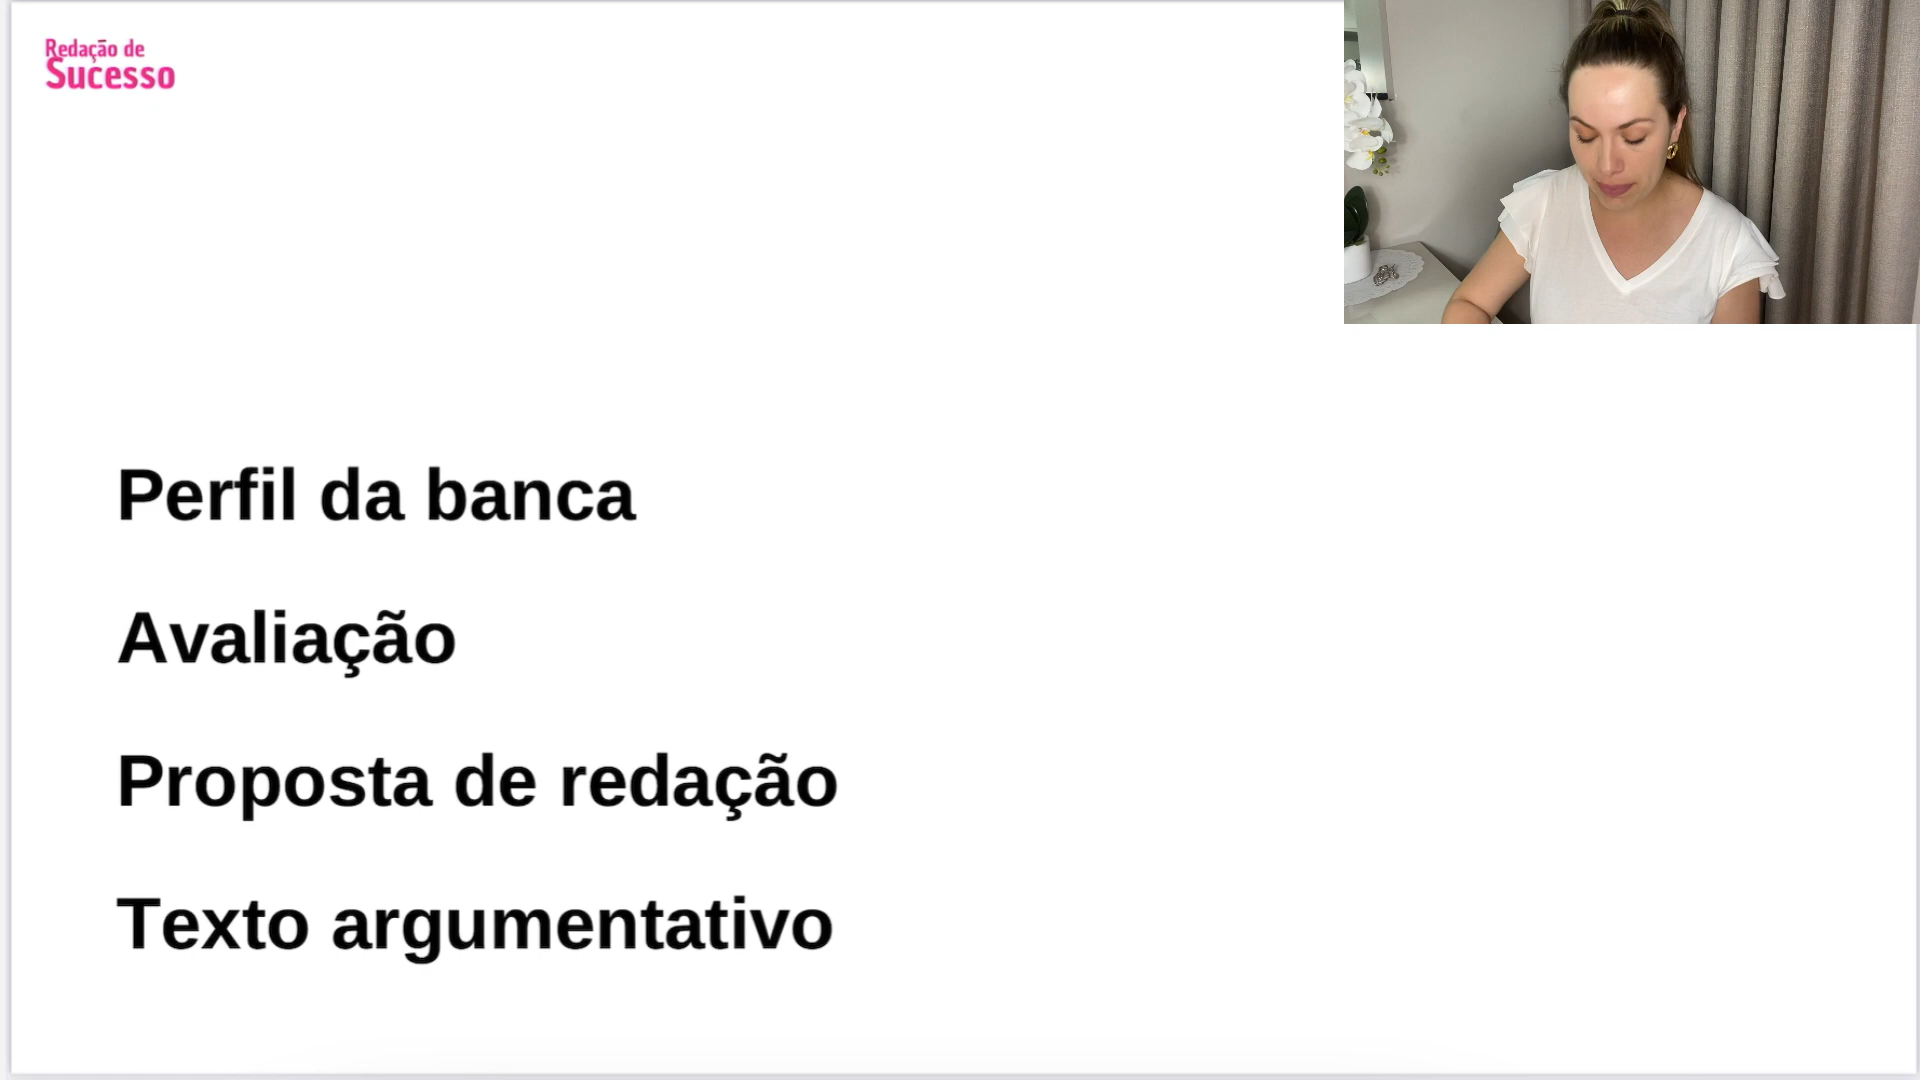 Redação de
Sucesso
Perfil da banca
Avaliação
Proposta de redação
Texto argumentativo